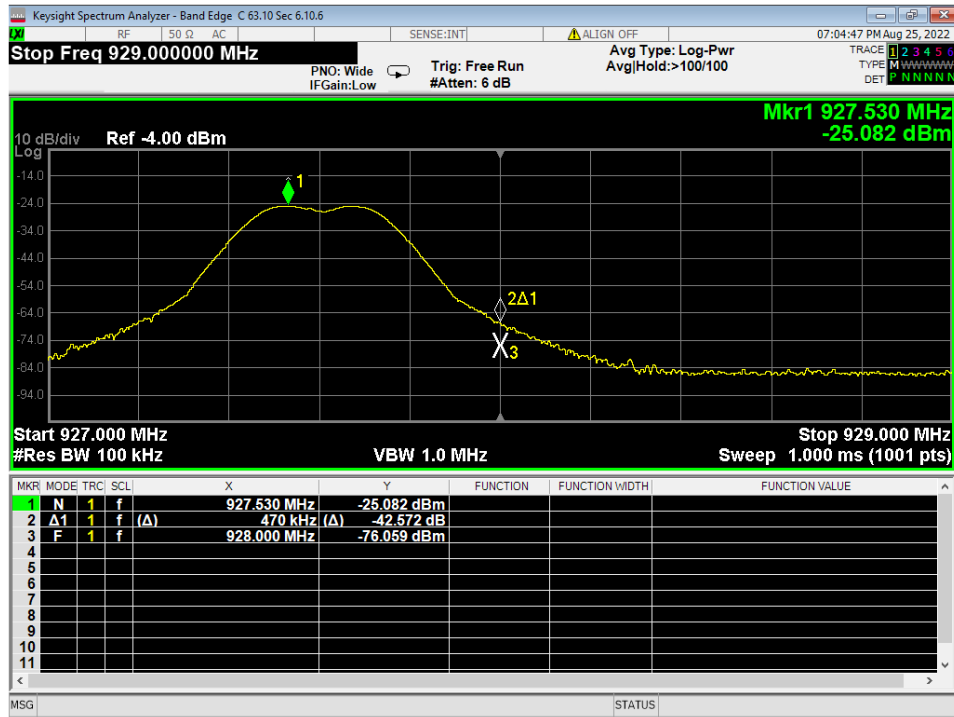 Keysight Spectrum Analyzer - Band Edge C 63.10 Sec 6.10.6
LXI RF 50 Ω AC SENSE:INT ALIGN OFF 07:04:47 PM Aug 25, 2022
Stop Freq 929.000000 MHz
PNO: Wide
IFGain:Low
Trig: Free Run
#Atten: 6 dB
Avg Type: Log-Pwr
Avg|Hold:>100/100
TRACE 1 2 3 4 5 6
TYPE M WWWWW
DET P N N N N N
Mkr1 927.530 MHz
-25.082 dBm
10 dB/div Ref -4.00 dBm
Log
-14.0
-24.0
-34.0
-44.0
-54.0
-64.0
-74.0
-84.0
-94.0
1
2Δ1
3
Start 927.000 MHz Stop 929.000 MHz
#Res BW 100 kHz VBW 1.0 MHz Sweep 1.000 ms (1001 pts)
MKR MODE TRC SCL X Y FUNCTION FUNCTION WIDTH FUNCTION VALUE
1 N 1 f 927.530 MHz -25.082 dBm
2 Δ1 1 f (Δ) 470 kHz (Δ) -42.572 dB
3 F 1 f 928.000 MHz -76.059 dBm
4
5
6
7
8
9
10
11
MSG STATUS